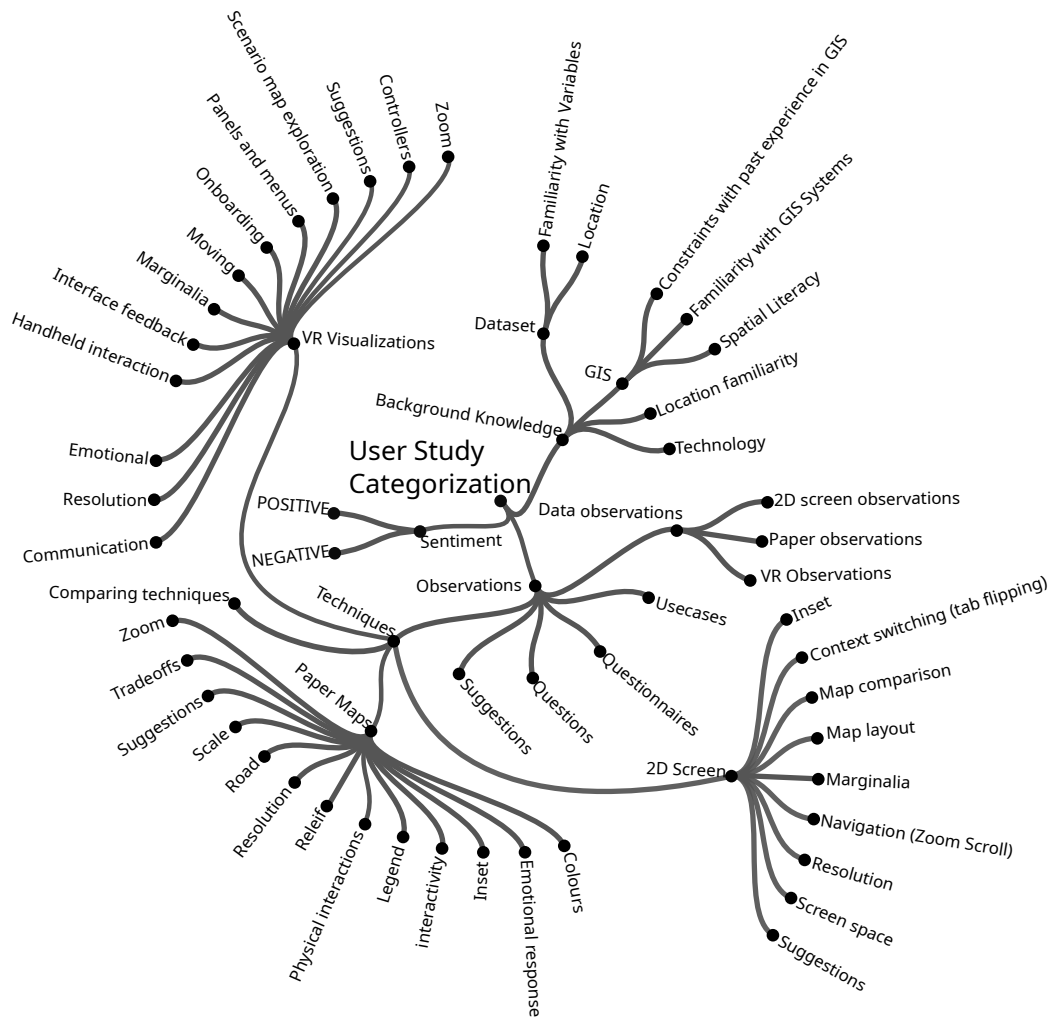 Scenario map exploration
Suggestions
Controllers
Zoom
Panels and menus
Onboarding
Moving
Marginalia
Interface feedback
Handheld interaction
VR Visualizations
Emotional
Resolution
Communication
Familiarity with Variables
Location
Dataset
Constraints with past experience in GIS
Familiarity with GIS Systems
Spatial Literacy
GIS
Location familiarity
Technology
Background Knowledge
User Study
Categorization
POSITIVE
NEGATIVE
Sentiment
Data observations
2D screen observations
Paper observations
VR Observations
Observations
Usecases
Questionnaires
Questions
Suggestions
Techniques
Comparing techniques
Zoom
Tradeoffs
Suggestions
Scale
Road
Resolution
Releif
Physical interactions
Legend
interactivity
Inset
Emotional response
Colours
Paper Maps
2D Screen
Inset
Context switching (tab flipping)
Map comparison
Map layout
Marginalia
Navigation (Zoom Scroll)
Resolution
Screen space
Suggestions